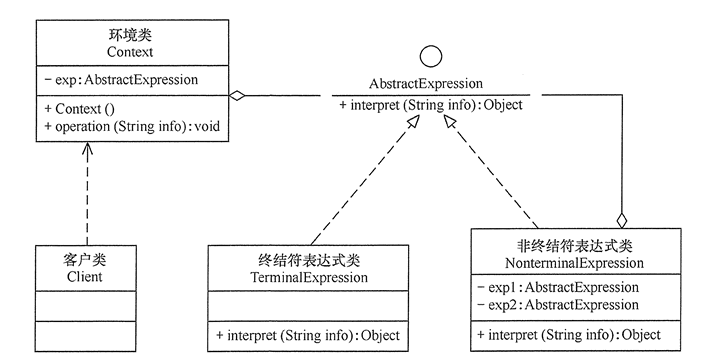 环境类
Context
- exp: AbstractExpression
+ Context ()
+ operation (String info): void
AbstractExpression
+ interpret (String info): Object
客户类
Client
终结符表达式类
TerminalExpression
+ interpret (String info): Object
非终结符表达式类
NonterminalExpression
- exp1: AbstractExpression
- exp2: AbstractExpression
+ interpret (String info): Object